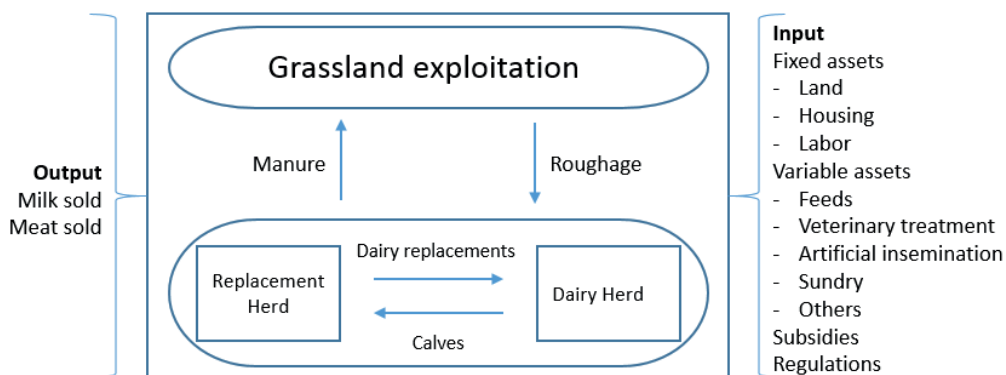 Output
Milk sold
Meat sold
Grassland exploitation
Manure
Roughage
Replacement
Herd
Dairy replacements
Calves
Dairy Herd
Input
Fixed assets
- Land
- Housing
- Labor
Variable assets
- Feeds
- Veterinary treatment
- Artificial insemination
- Sundry
- Others
Subsidies
Regulations